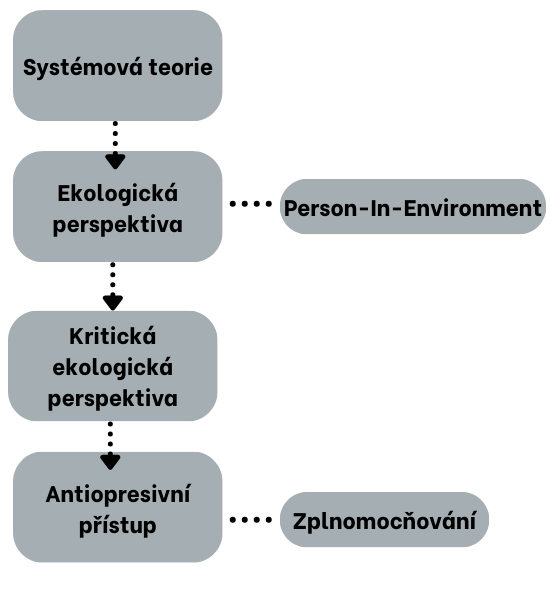 Systémová teorie
Ekologická
perspektiva
Person-In-Environment
Kritická
ekologická
perspektiva
Antiopresivní
přístup
Zplnomocňování